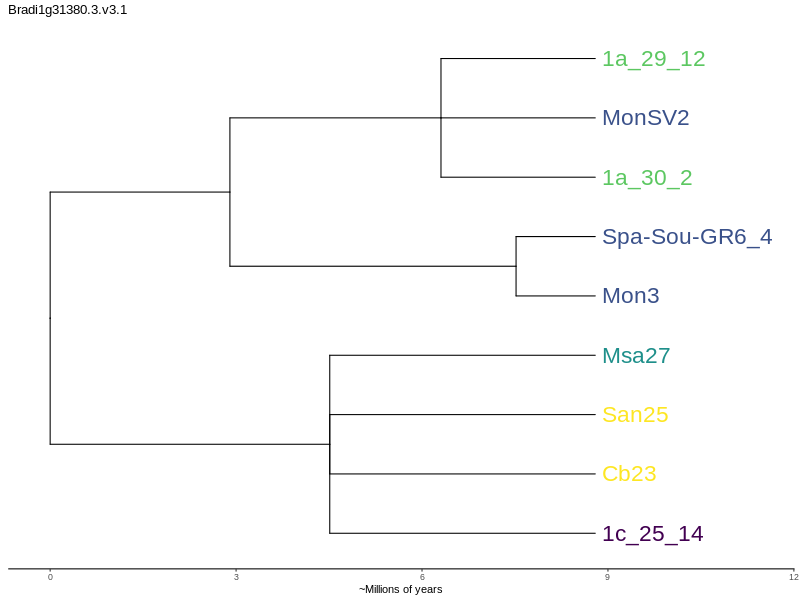 Bradi1g31380.3.v3.1
1a_29_12
MonSV2
1a_30_2
Spa-Sou-GR6_4
Mon3
Msa27
San25
Cb23
1c_25_14
0 3 6 9 12
~Millions of years